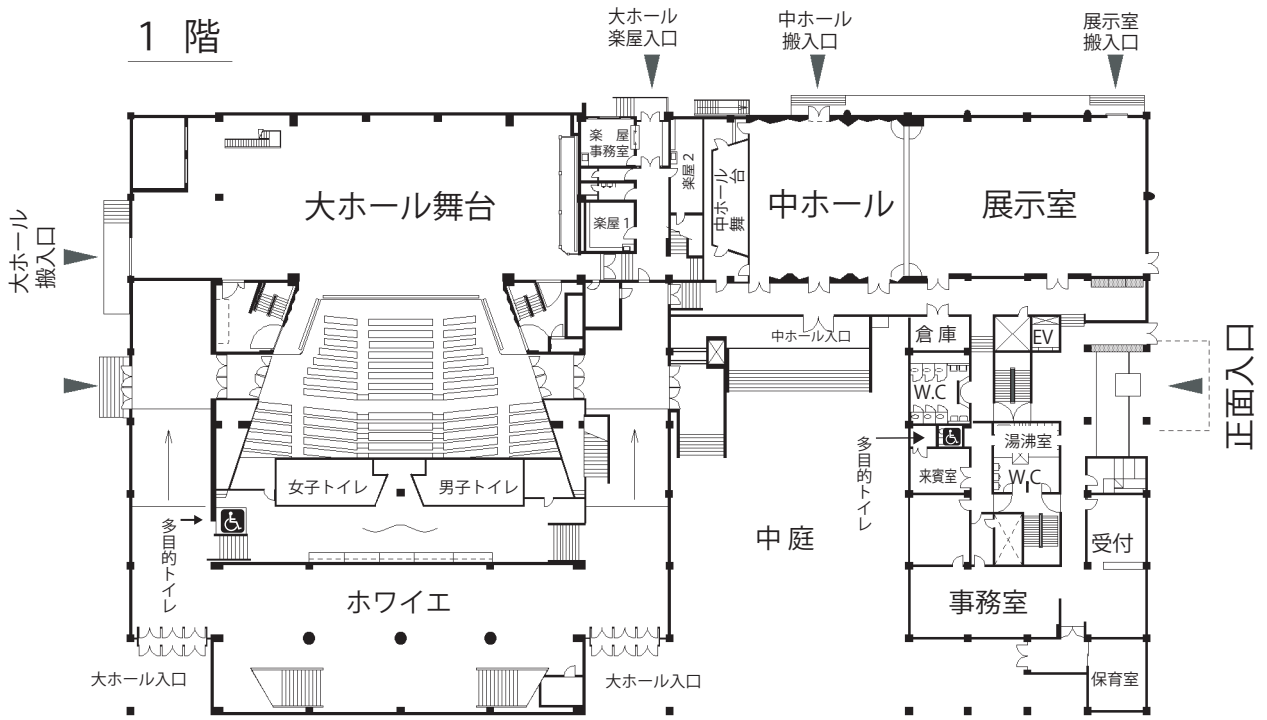 1 階
大ホール
楽屋入口
中ホール
搬入口
展示室
搬入口
楽 屋
事務室
楽屋2
中ホール
舞台
大ホール舞台
楽屋1
中ホール
展示室
大ホール
搬入口
中ホール入口
倉庫
EV
W.C
正面入口
湯沸室
多目的トイレ
来賓室
W.C
女子トイレ
男子トイレ
多目的トイレ
中庭
受付
ホワイエ
事務室
大ホール入口
大ホール入口
保育室